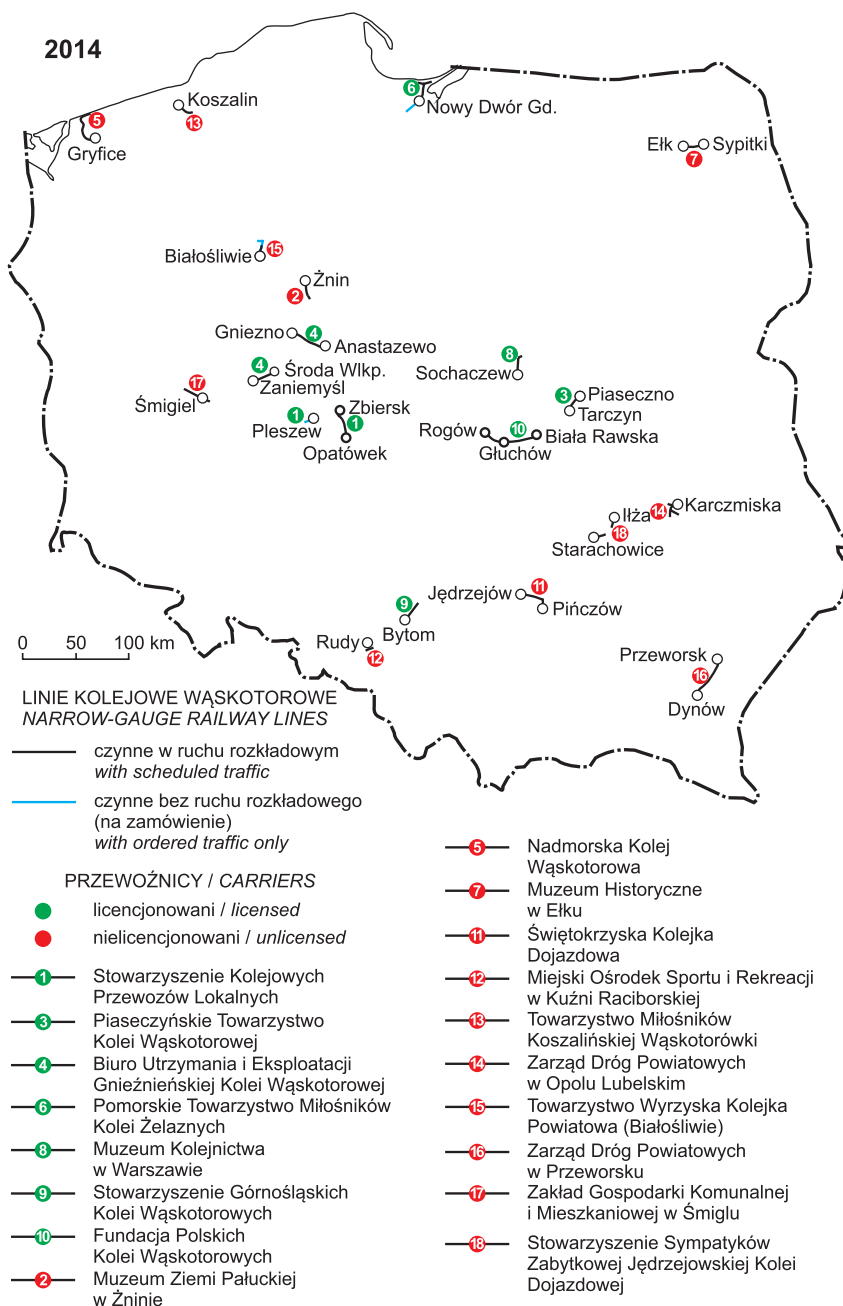 2014
Koszalin
13
5
Gryfice
6
Nowy Dwór Gd.
Ełk
Sypitki
7
Białośliwie
15
Żnin
2
Gniezno
4
Anastazewo
4
Środa Wlkp.
Zaniemyśl
17
Śmigiel
8
Sochaczew
3
Piaseczno
Tarczyn
1
Pleszew
Zbiersk
1
Opatówek
Rogów
10
Głuchów
Biała Rawska
Iłża
14
Karczmiska
18
Starachowice
Jędrzejów
11
Pińczów
9
Bytom
Rudy
12
Przeworsk
16
Dynów
0 50 100 km
LINIE KOLEJOWE WĄSKOTOROWE
NARROW-GAUGE RAILWAY LINES
czynne w ruchu rozkładowym
with scheduled traffic
czynne bez ruchu rozkładowego
(na zamówienie)
with ordered traffic only
PRZEWOŹNICY / CARRIERS
licencjonowani / licensed
nielicencjonowani / unlicensed
1 Stowarzyszenie Kolejowych
Przewozów Lokalnych
3 Piaseczyńskie Towarzystwo
Kolei Wąskotorowej
4 Biuro Utrzymania i Eksploatacji
Gnieźnieńskiej Kolei Wąskotorowej
6 Pomorskie Towarzystwo Miłośników
Kolei Żelaznych
8 Muzeum Kolejnictwa
w Warszawie
9 Stowarzyszenie Górnośląskich
Kolei Wąskotorowych
10 Fundacja Polskich
Kolei Wąskotorowych
2 Muzeum Ziemi Pałuckiej
w Żninie
5 Nadmorska Kolej
Wąskotorowa
7 Muzeum Historyczne
w Ełku
11 Świętokrzyska Kolejka
Dojazdowa
12 Miejski Ośrodek Sportu i Rekreacji
w Kuźni Raciborskiej
13 Towarzystwo Miłośników
Koszalińskiej Wąskotorówki
14 Zarząd Dróg Powiatowych
w Opolu Lubelskim
15 Towarzystwo Wyrzyska Kolejka
Powiatowa (Białośliwie)
16 Zarząd Dróg Powiatowych
w Przeworsku
17 Zakład Gospodarki Komunalnej
i Mieszkaniowej w Śmiglu
18 Stowarzyszenie Sympatyków
Zabytkowej Jędrzejowskiej Kolei
Dojazdowej